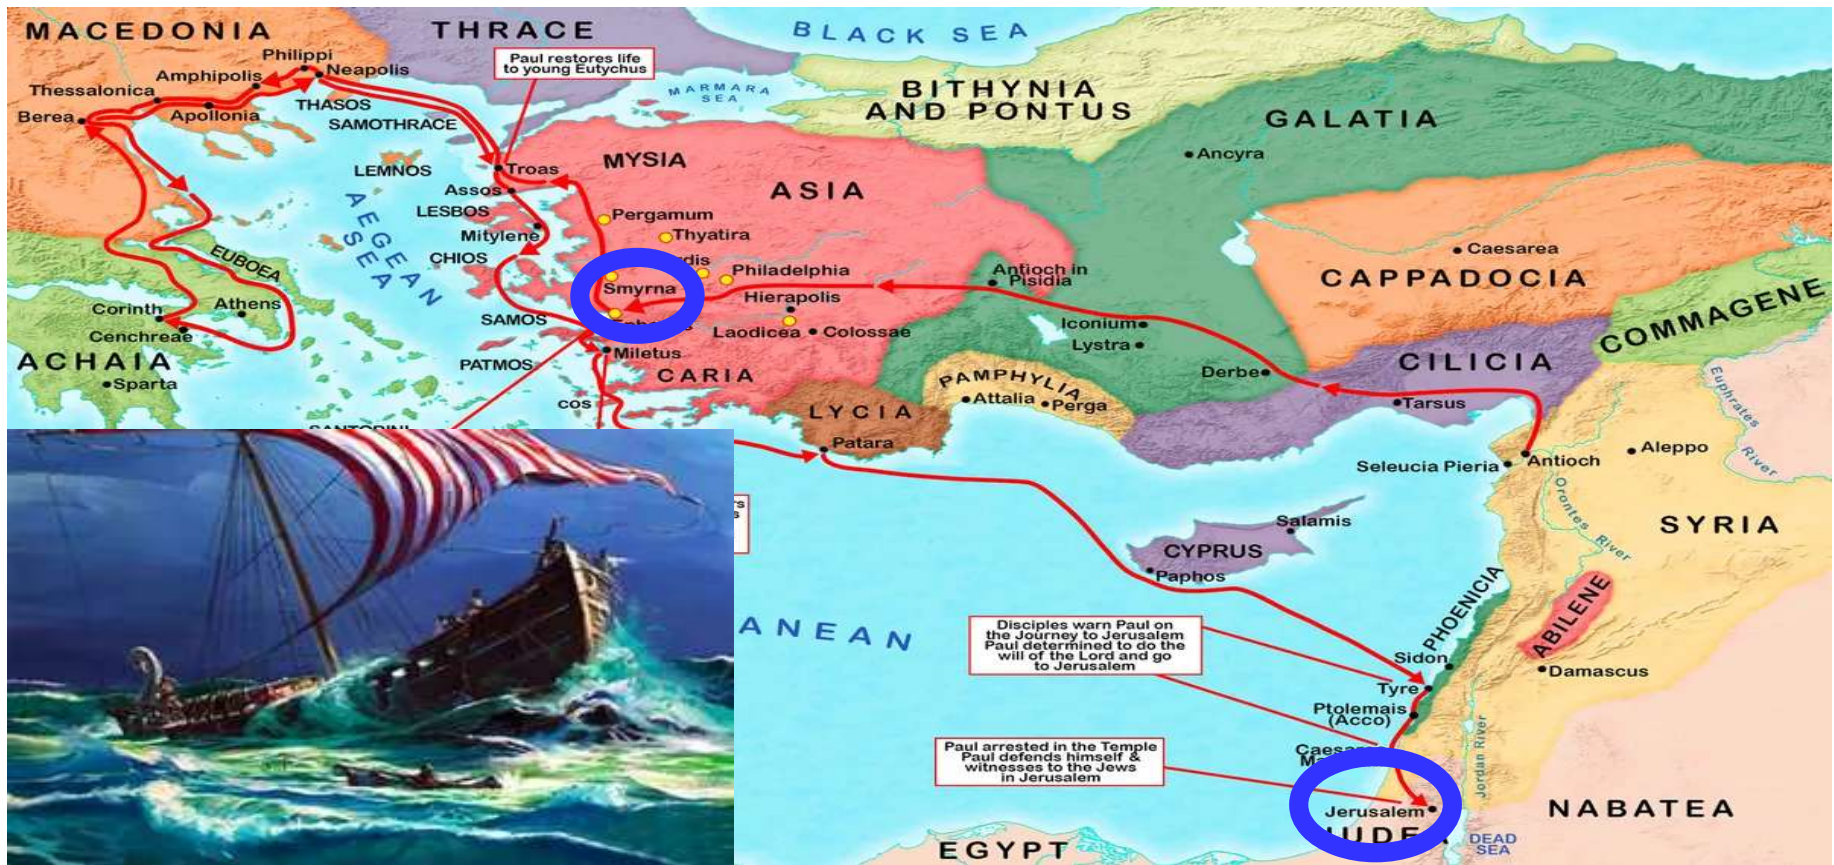 MACEDONIA
THRACE
BLACK SEA
Philippi
Neapolis
Amphipolis
Thessalonica
Berea
Apollonia
THASOS
SAMOTHRACE
Paul restores life
to young Eutychus
MARMARA
SEA
BITHYNIA
AND PONTUS
GALATIA
Ancyra
LEMNOS
Troas
MYSIA
ASIA
Assos
LESBOS
Mitylene
Pergamum
Thyatira
AEGEAN
SEA
CHIOS
EUBOEA
Smyrna
Philadelphia
Hierapolis
Antioch in
Pisidia
CAPPADOCIA
Caesarea
COMMAGENE
Corinth
Athens
Cenchreae
SAMOS
Laodicea
Colossae
Iconium
Lystra
ACHAIA
Sparta
PATMOS
Miletus
CARIA
Derbe
CILICIA
Tarsus
PAMPHYLIA
Attalia
Perga
LYCIA
Patara
COS
Seleucia Pieria
Antioch
Aleppo
Euphrates
River
Orontes
River
SYRIA
Salamis
CYPRUS
Paphos
PHOENICIA
ABILENE
ANEAN
Disciples warn Paul on
the Journey to Jerusalem
Paul determined to do the
will of the Lord and go
to Jerusalem
Sidon
Damascus
Tyre
Ptolemais
(Acco)
Paul arrested in the Temple
Paul defends himself &
witnesses to the Jews
in Jerusalem
Jordan River
Jerusalem
NABATEA
DEAD
SEA
EGYPT